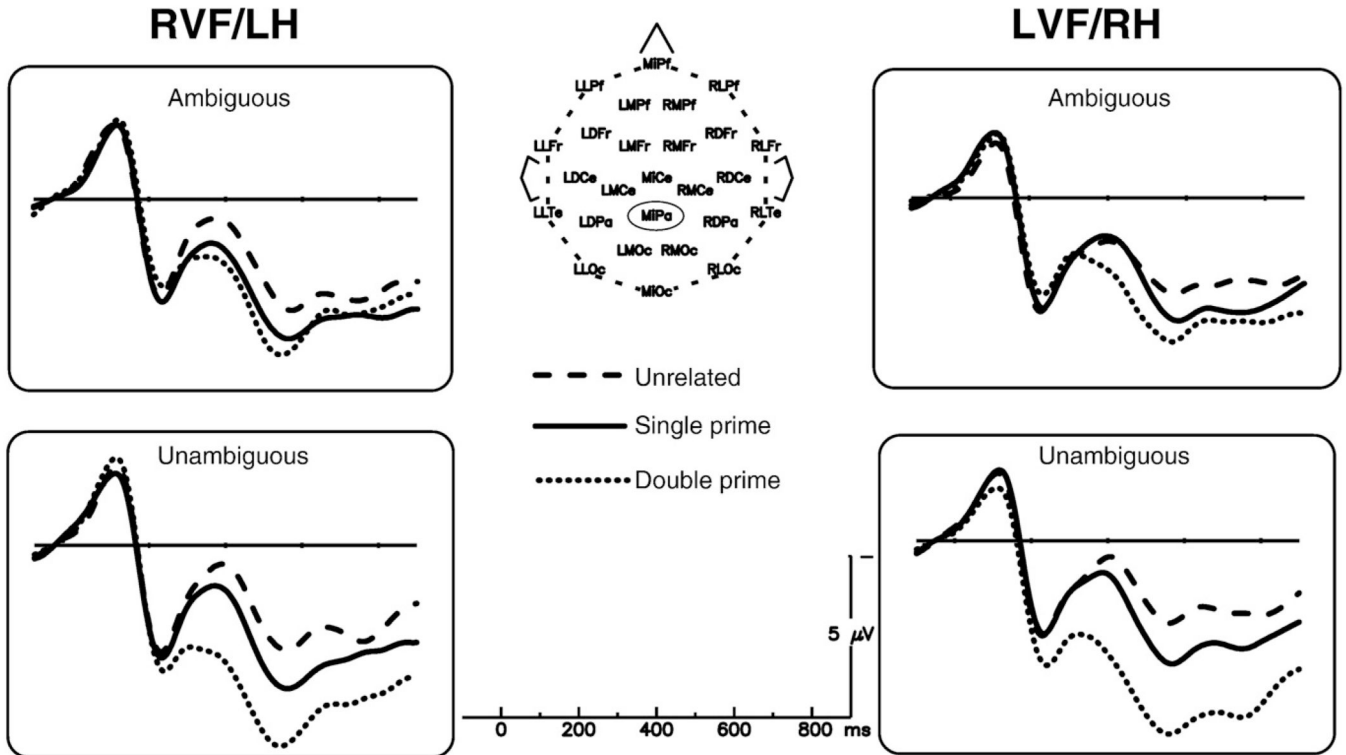 RVF/LH
LVF/RH
Ambiguous
Ambiguous
MiPf
LLPf RLPf
LMPf RMPf
LDFr RDFr
LLFr LMFr RMFr RLFr
LDCe MiCe RDCe
LMCe RMCe
LLTe MiPa RLTe
LDPa RDPa
LMOc RMOc
LLOc RLOc
MiOc
Unrelated
Single prime
Double prime
Unambiguous
Unambiguous
5 µV
0 200 400 600 800 ms